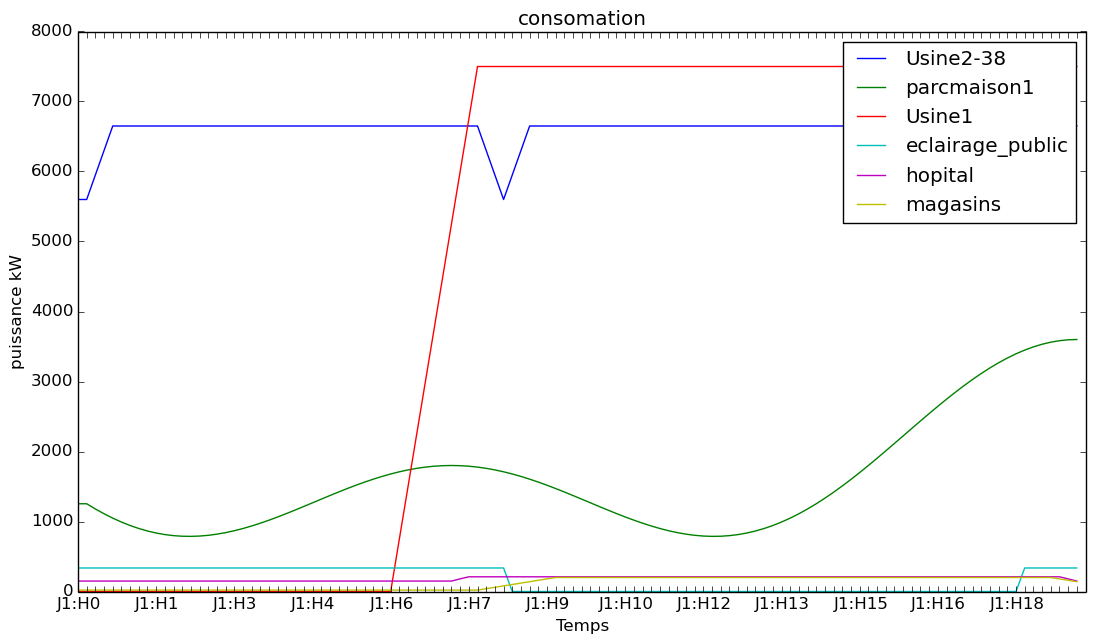 consomation
8000
7000
6000
5000
4000
3000
2000
1000
0
puissance kW
Usine2-38
parcmaison1
Usine1
eclairage_public
hopital
magasins
J1:H0 J1:H1 J1:H3 J1:H4 J1:H6 J1:H7 J1:H9 J1:H10 J1:H12 J1:H13 J1:H15 J1:H16 J1:H18
Temps